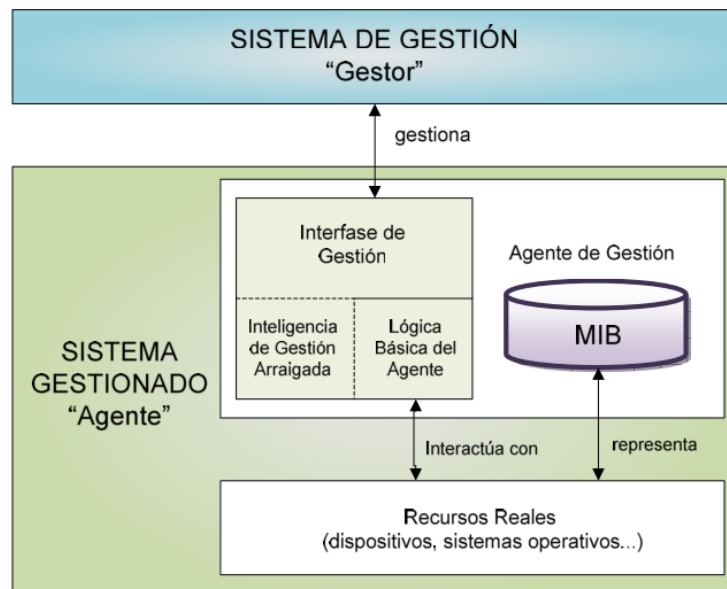 SISTEMA DE GESTIÓN
“Gestor”
gestiona
Interfase de
Gestión
Inteligencia
de Gestión
Arraigada
Lógica
Básica del
Agente
Agente de Gestión
MIB
SISTEMA
GESTIONADO
“Agente”
Interactúa con
representa
Recursos Reales
(dispositivos, sistemas operativos...)